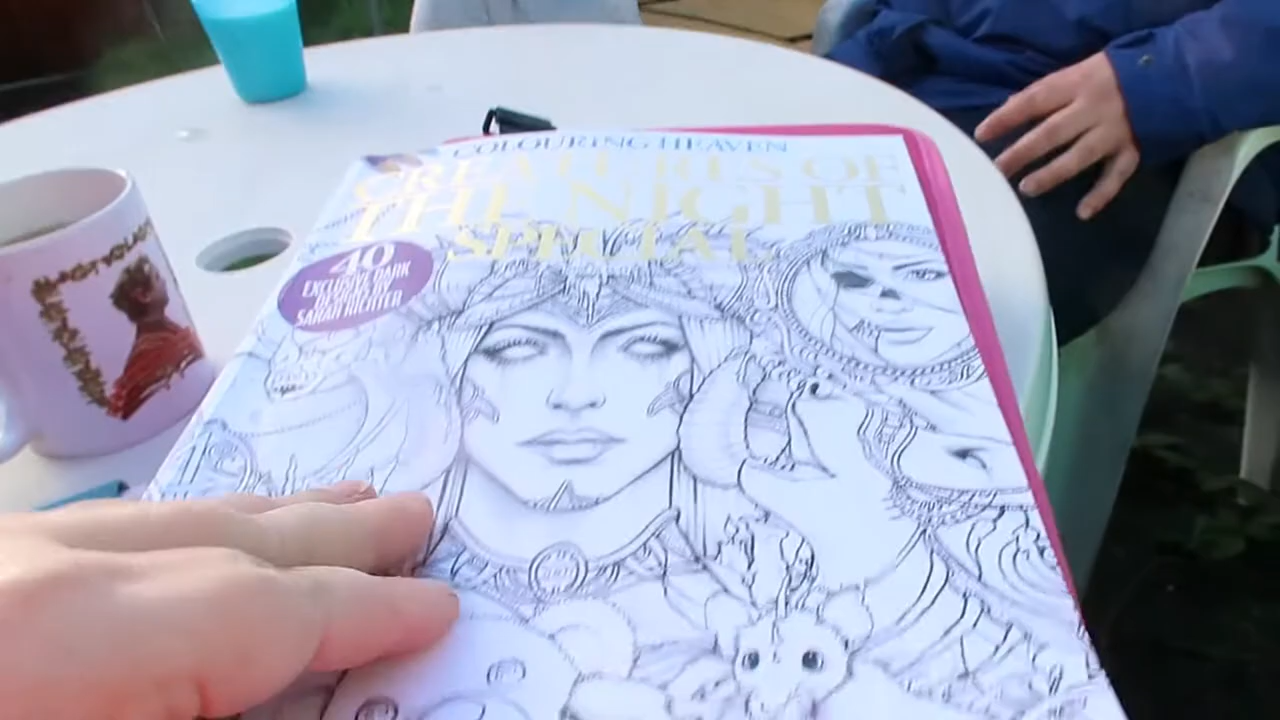 COLOURING HEAVEN
CREATURES OF
THE NIGHT
SPECIAL
40
EXCLUSIVE DARK
DESIGNS BY
SARAH RICHTER